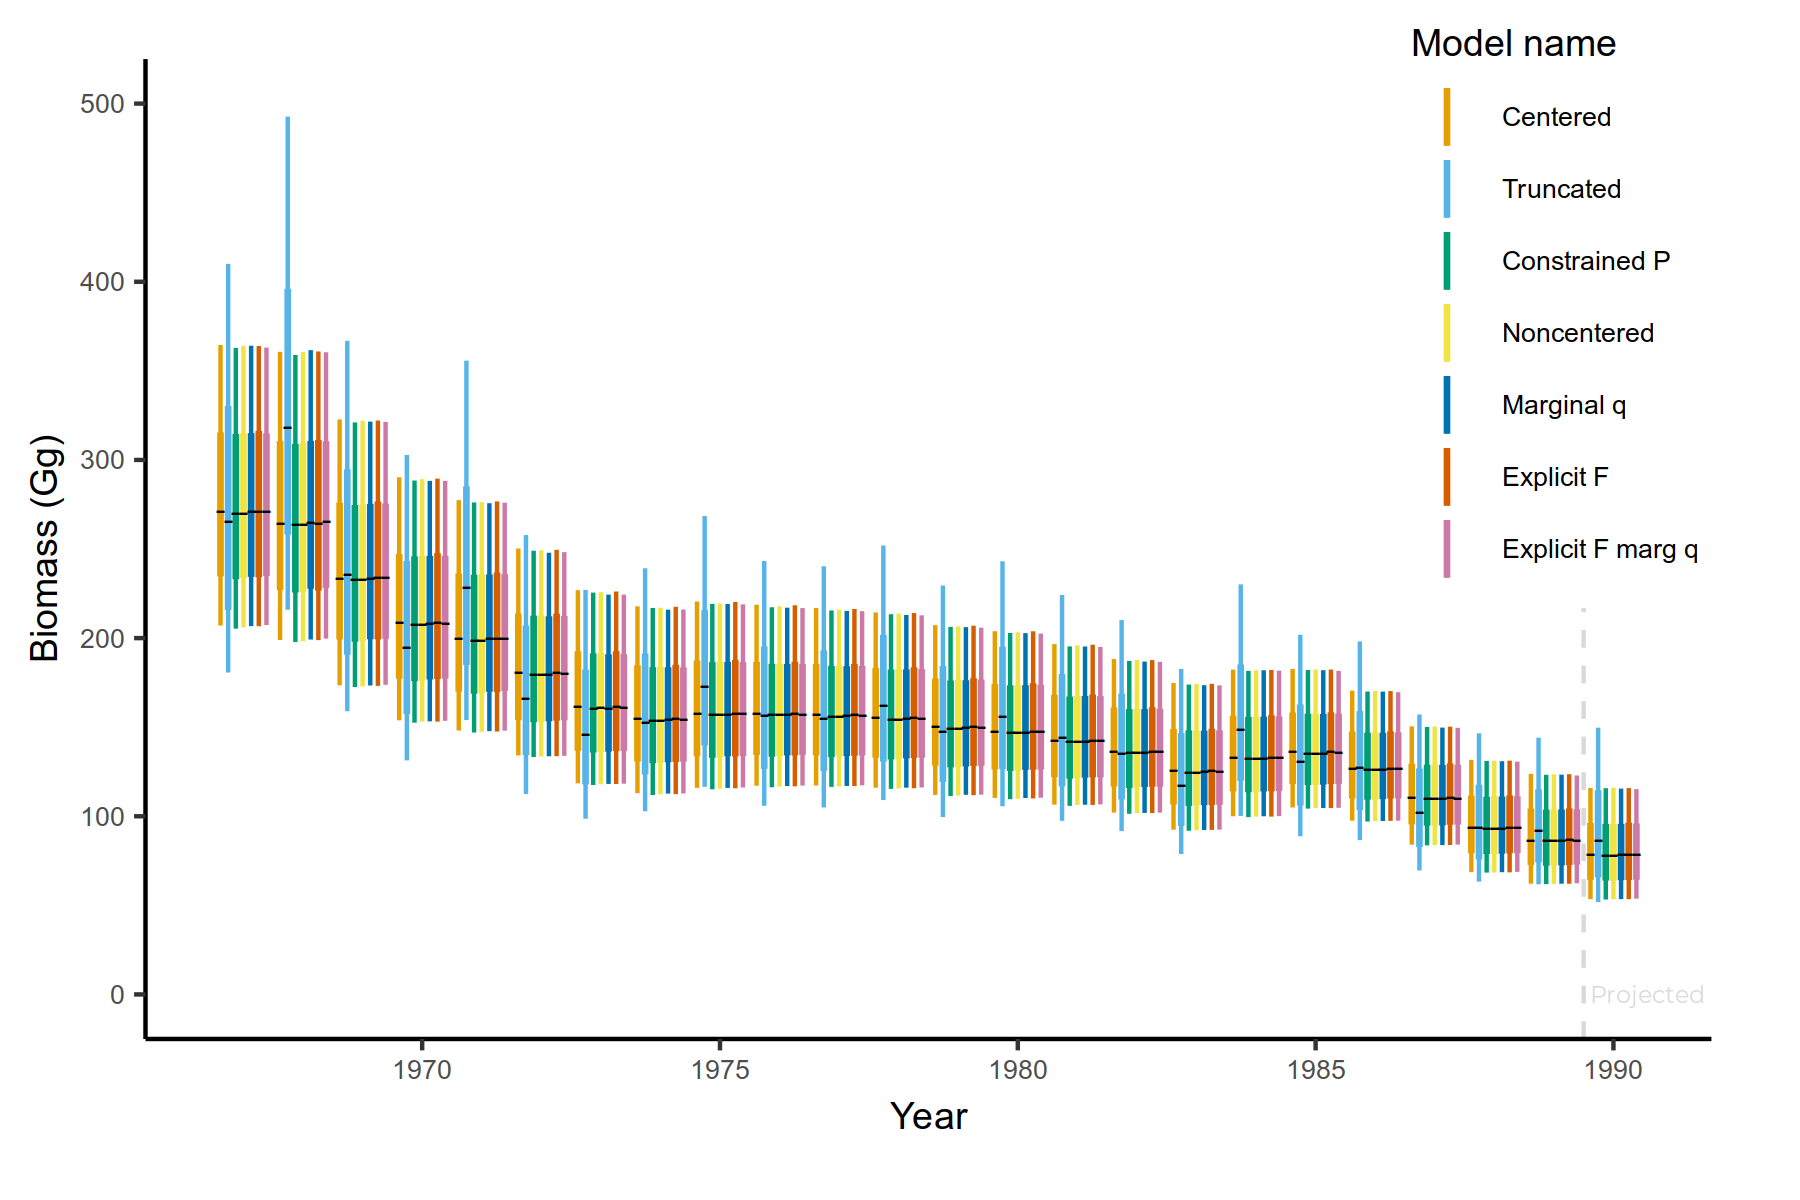 Model name
Centered
Truncated
Constrained P
Noncentered
Marginal q
Explicit F
Explicit F marg q
Biomass (Gg)
500
400
300
200
100
0
Projected
1970
1975
1980
1985
1990
Year